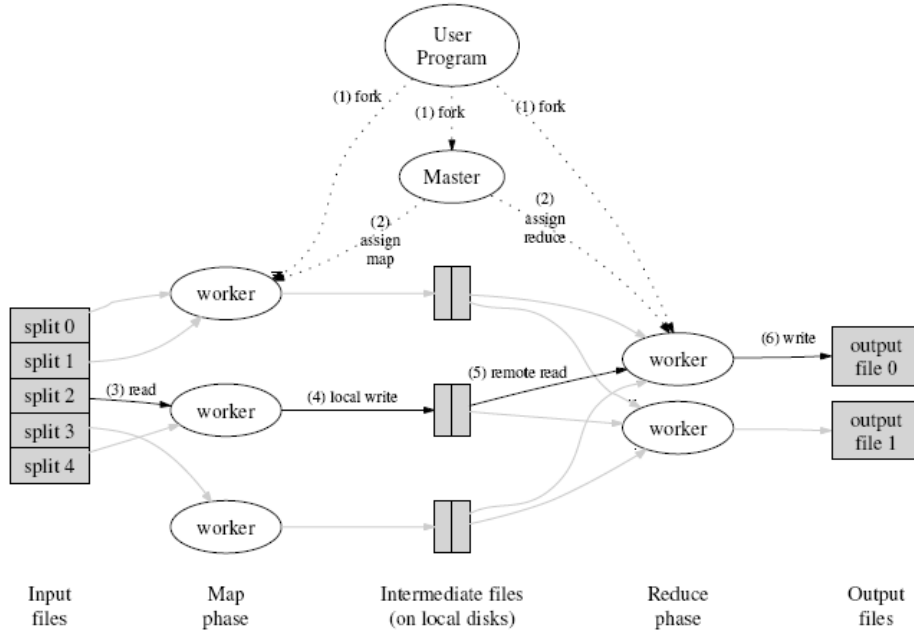 User
Program
(1) fork
(1) fork
(1) fork
Master
(2)
assign
map
(2)
assign
reduce
worker
split 0
split 1
split 2
split 3
split 4
(3) read
worker
(4) local write
(5) remote read
worker
(6) write
output
file 0
worker
output
file 1
worker
Input
files
Map
phase
Intermediate files
(on local disks)
Reduce
phase
Output
files